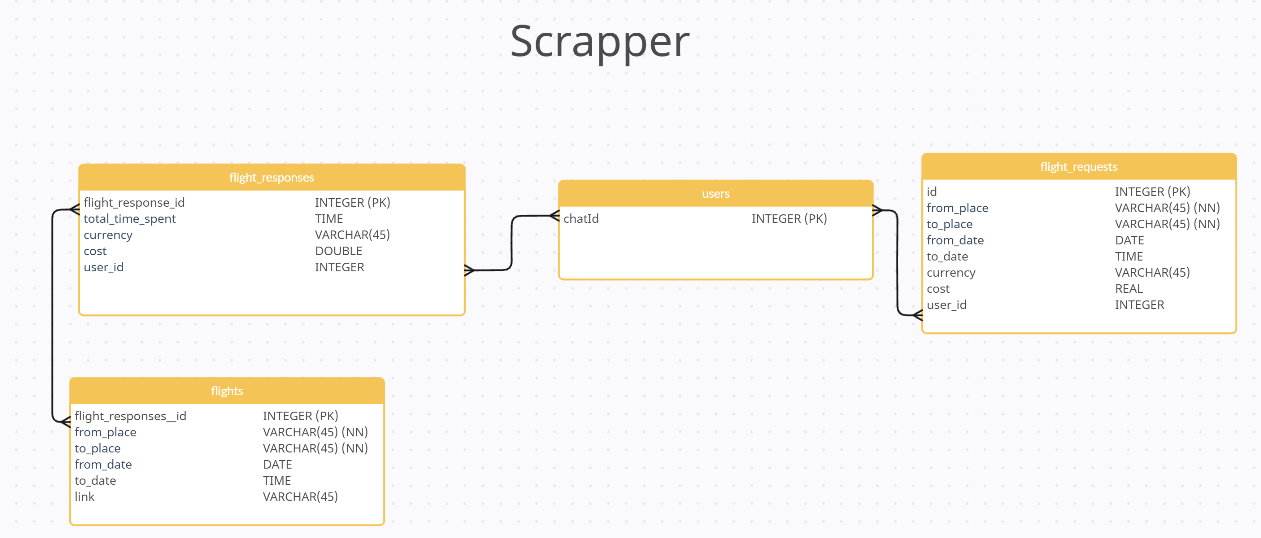 Scrapper
flight_responses
flight_response_id INTEGER (PK)
total_time_spent TIME
currency VARCHAR(45)
cost DOUBLE
user_id INTEGER
users
chatId INTEGER (PK)
flight_requests
id INTEGER (PK)
from_place VARCHAR(45) (NN)
to_place VARCHAR(45) (NN)
from_date DATE
to_date TIME
currency VARCHAR(45)
cost REAL
user_id INTEGER
flights
flight_responses__id INTEGER (PK)
from_place VARCHAR(45) (NN)
to_place VARCHAR(45) (NN)
from_date DATE
to_date TIME
link VARCHAR(45)